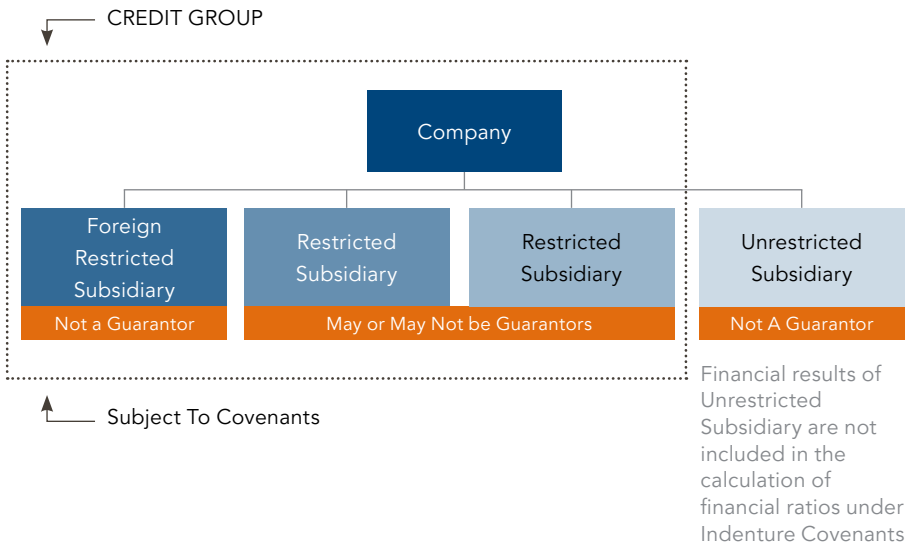 CREDIT GROUP
Company
Foreign
Restricted
Subsidiary
Restricted
Subsidiary
Restricted
Subsidiary
Unrestricted
Subsidiary
Not a Guarantor
May or May Not be Guarantors
Not A Guarantor
Subject To Covenants
Financial results of
Unrestricted
Subsidiary are not
included in the
calculation of
financial ratios under
Indenture Covenants